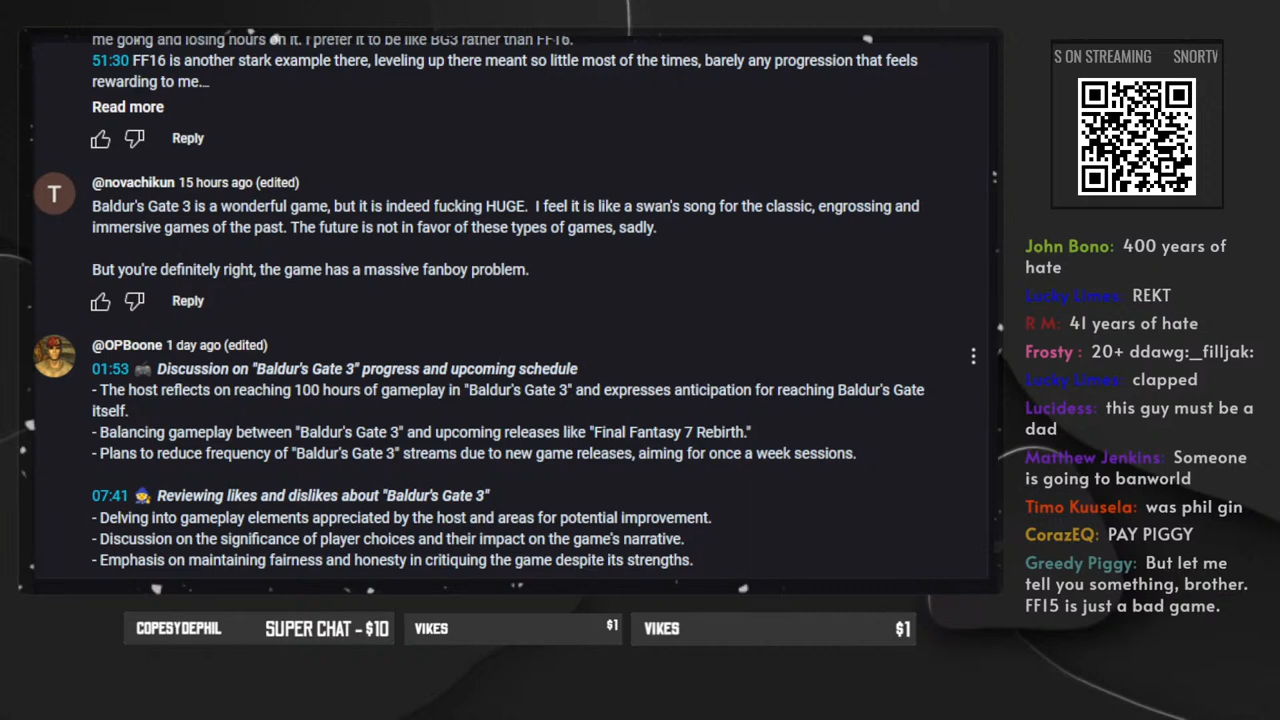 me going and losing hours on it. I prefer it to be like BG3 rather than FF16.
51:30 FF16 is another stark example there, leveling up there meant so little most of the times, barely any progression that feels
rewarding to me...
Read more
Reply
T
@novachikun 15 hours ago (edited)
Baldur's Gate 3 is a wonderful game, but it is indeed fucking HUGE. I feel it is like a swan's song for the classic, engrossing and
immersive games of the past. The future is not in favor of these types of games, sadly.
But you're definitely right, the game has a massive fanboy problem.
Reply
@OPBoone 1 day ago (edited)
01:53 🎮 Discussion on "Baldur's Gate 3" progress and upcoming schedule
- The host reflects on reaching 100 hours of gameplay in "Baldur's Gate 3" and expresses anticipation for reaching Baldur's Gate
itself.
- Balancing gameplay between "Baldur's Gate 3" and upcoming releases like "Final Fantasy 7 Rebirth."
- Plans to reduce frequency of "Baldur's Gate 3" streams due to new game releases, aiming for once a week sessions.
07:41 🧙 Reviewing likes and dislikes about "Baldur's Gate 3"
- Delving into gameplay elements appreciated by the host and areas for potential improvement.
- Discussion on the significance of player choices and their impact on the game's narrative.
- Emphasis on maintaining fairness and honesty in critiquing the game despite its strengths.
S ON STREAMING SNORTV
John Bono: 400 years of
hate
Lucky Limes: REKT
R M: 41 years of hate
Frosty : 20+ ddawg:_filljak:
Lucky Limes: clapped
Lucidess: this guy must be a
dad
Matthew Jenkins: Someone
is going to banworld
Timo Kuusela: was phil gin
CorazEQ: PAY PIGGY
Greedy Piggy: But let me
tell you something, brother.
FF15 is just a bad game.
COPESYDEPHIL SUPER CHAT - $10
VIKES $1
VIKES $1